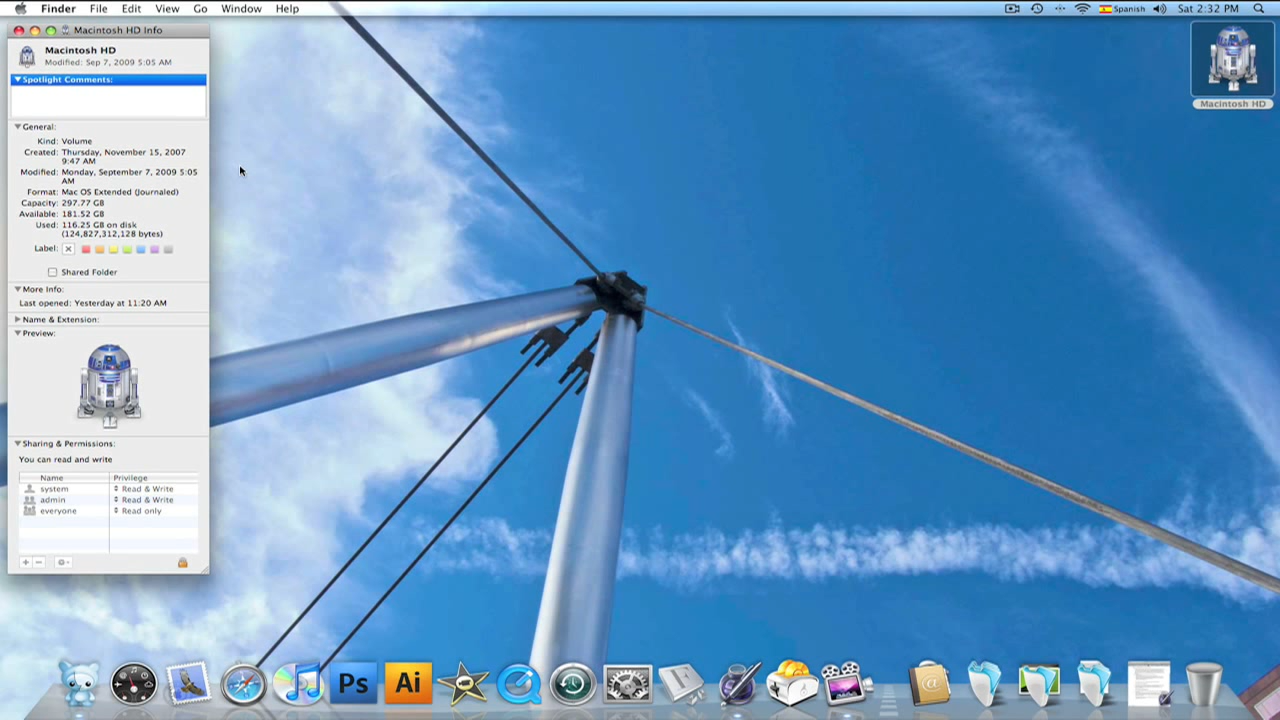 Finder File Edit View Go Window Help Spanish Sat 2:32 PM
Macintosh HD Info
Macintosh HD
Modified: Sep 7, 2009 5:05 AM
Spotlight Comments:
General:
Kind: Volume
Created: Thursday, November 15, 2007
9:47 AM
Modified: Monday, September 7, 2009 5:05
AM
Format: Mac OS Extended (Journaled)
Capacity: 297.77 GB
Available: 181.52 GB
Used: 116.25 GB on disk
(124,827,312,128 bytes)
Label:
Shared Folder
More Info:
Last opened: Yesterday at 11:20 AM
Name & Extension:
Preview:
Sharing & Permissions:
You can read and write
Name Privilege
system Read & Write
admin Read & Write
everyone Read only
Macintosh HD
Ps
Ai
@